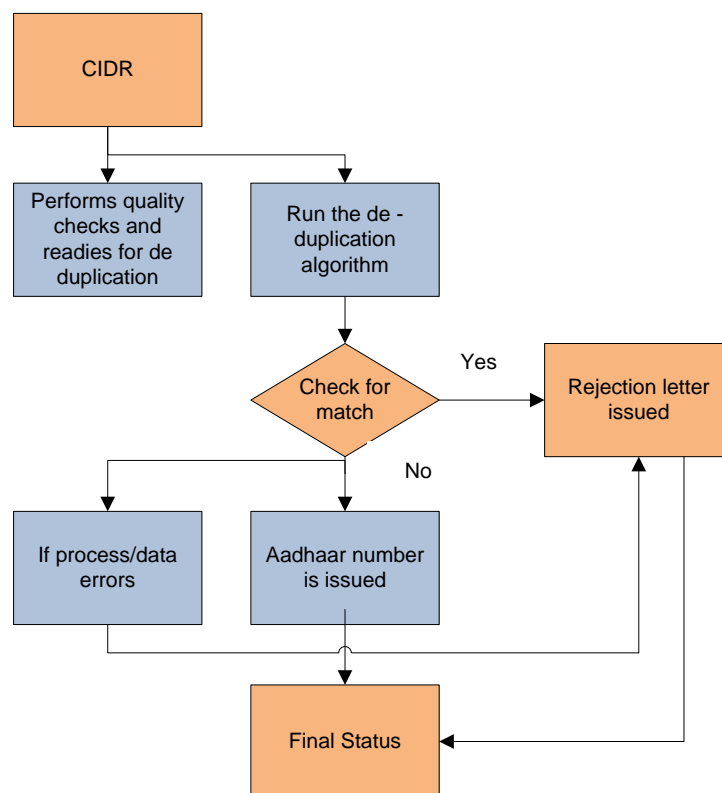 CIDR
Performs quality
checks and
readies for de
duplication
Run the de -
duplication
algorithm
Check for
match
Yes
Rejection letter
issued
No
If process/data
errors
Aadhaar number
is issued
Final Status